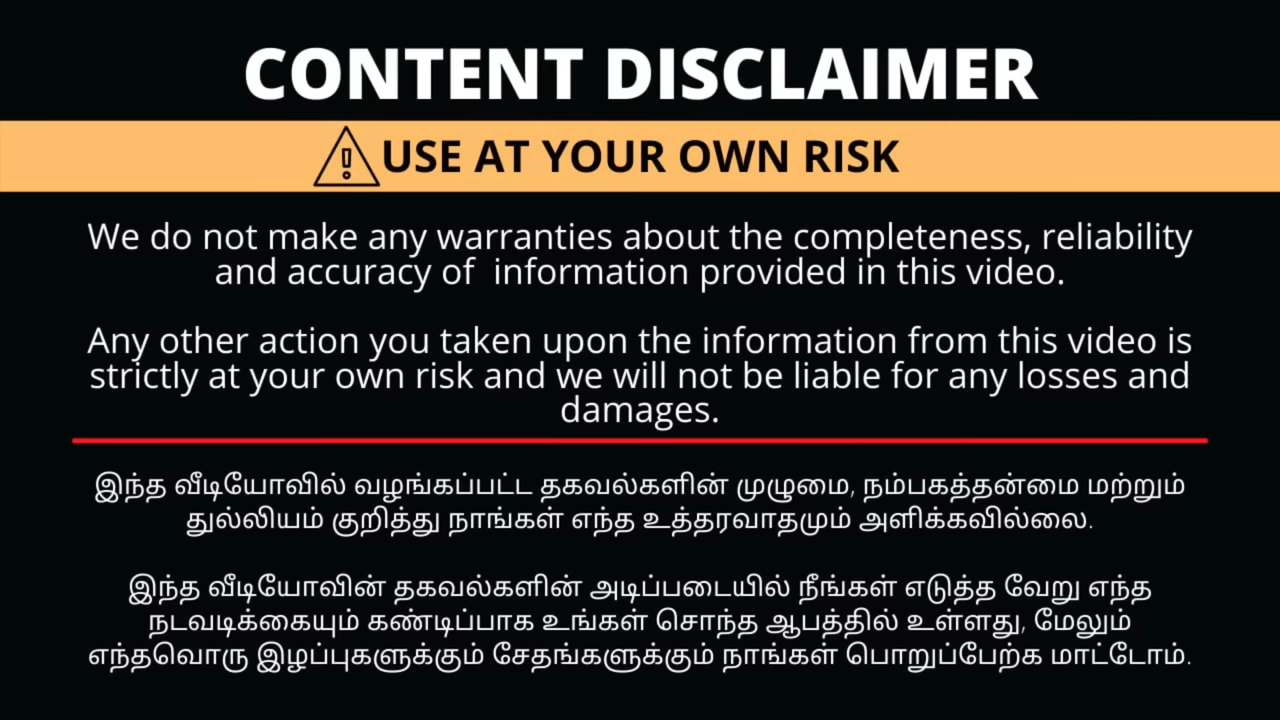 CONTENT DISCLAIMER
USE AT YOUR OWN RISK
We do not make any warranties about the completeness, reliability
and accuracy of  information provided in this video.
Any other action you taken upon the information from this video is
strictly at your own risk and we will not be liable for any losses and
damages.
இந்த வீடியோவில் வழங்கப்பட்ட தகவல்களின் முழுமை, நம்பகத்தன்மை மற்றும்
துல்லியம் குறித்து நாங்கள் எந்த உத்தரவாதமும் அளிக்கவில்லை.
இந்த வீடியோவின் தகவல்களின் அடிப்படையில் நீங்கள் எடுத்த வேறு எந்த
நடவடிக்கையும் கண்டிப்பாக உங்கள் சொந்த ஆபத்தில் உள்ளது, மேலும்
எந்தவொரு இழப்புகளுக்கும் சேதங்களுக்கும் நாங்கள் பொறுப்பேற்க மாட்டோம்.